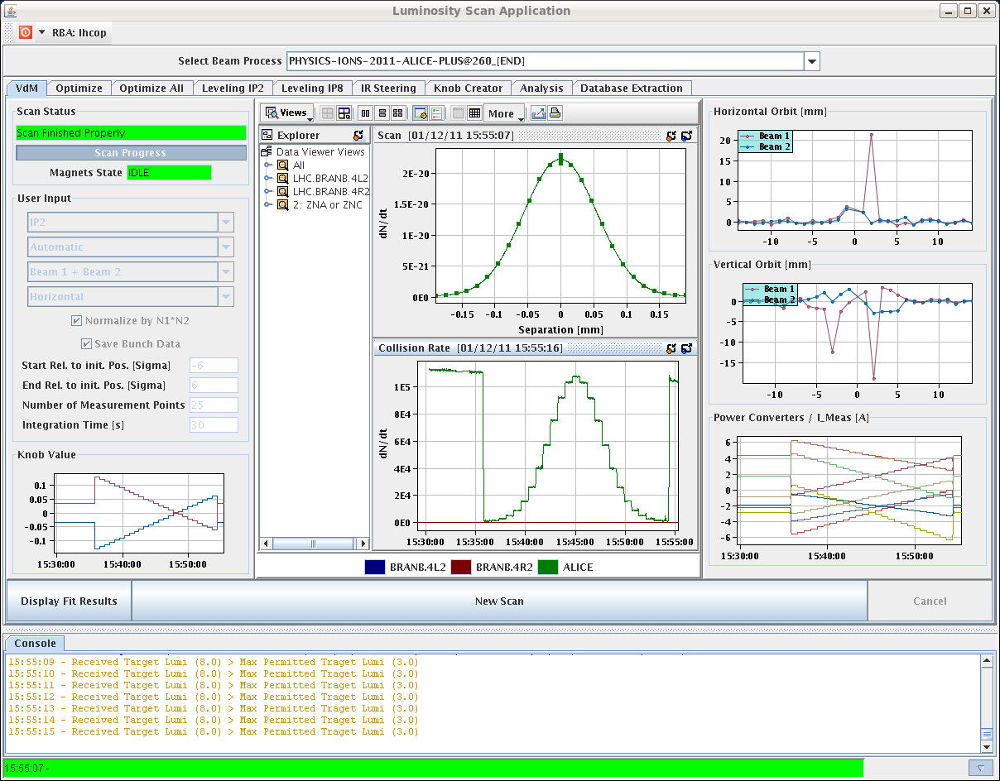 Luminosity Scan Application
RBA: lhcop
Select Beam Process PHYSICS-IONS-2011-ALICE-PLUS@260_[END]
VdM Optimize Optimize All Leveling IP2 Leveling IP8 IR Steering Knob Creator Analysis Database Extraction
Scan Status
Scan Finished Properly
Scan Progress
Magnets State IDLE
User Input
IP2
Automatic
Beam 1 + Beam 2
Horizontal
Normalize by N1*N2
Save Bunch Data
Start Rel. to init. Pos. [Sigma] -6
End Rel. to init. Pos. [Sigma] 6
Number of Measurement Points 25
Integration Time [s] 30
Knob Value
0.1
0.05
0
-0.05
-0.1
15:30:00 15:40:00 15:50:00
Views More
Explorer
Data Viewer Views
All
LHC.BRANB.4L2
LHC.BRANB.4R2
2: ZNA or ZNC
Scan [01/12/11 15:55:07]
dN/dt
2E-20
1.5E-20
1E-20
5E-21
0E0
-0.15 -0.1 -0.05 0 0.05 0.1 0.15
Separation [mm]
Collision Rate [01/12/11 15:55:16]
dN/dt
1E5
8E4
6E4
4E4
2E4
0E0
15:30:00 15:35:00 15:40:00 15:45:00 15:50:00 15:55:00
BRANB.4L2 BRANB.4R2 ALICE
Horizontal Orbit [mm]
Beam 1
Beam 2
20
15
10
5
0
-10 -5 0 5 10
Vertical Orbit [mm]
Beam 1
Beam 2
0
-5
-10
-15
-10 -5 0 5 10
Power Converters / I_Meas [A]
6
4
2
0
-2
-4
-6
15:30:00 15:40:00 15:50:00
Display Fit Results New Scan Cancel
Console
15:55:09 - Received Target Lumi (8.0) > Max Permitted Traget Lumi (3.0)
15:55:10 - Received Target Lumi (8.0) > Max Permitted Traget Lumi (3.0)
15:55:11 - Received Target Lumi (8.0) > Max Permitted Traget Lumi (3.0)
15:55:12 - Received Target Lumi (8.0) > Max Permitted Traget Lumi (3.0)
15:55:13 - Received Target Lumi (8.0) > Max Permitted Traget Lumi (3.0)
15:55:14 - Received Target Lumi (8.0) > Max Permitted Traget Lumi (3.0)
15:55:15 - Received Target Lumi (8.0) > Max Permitted Traget Lumi (3.0)
15:55:07 -